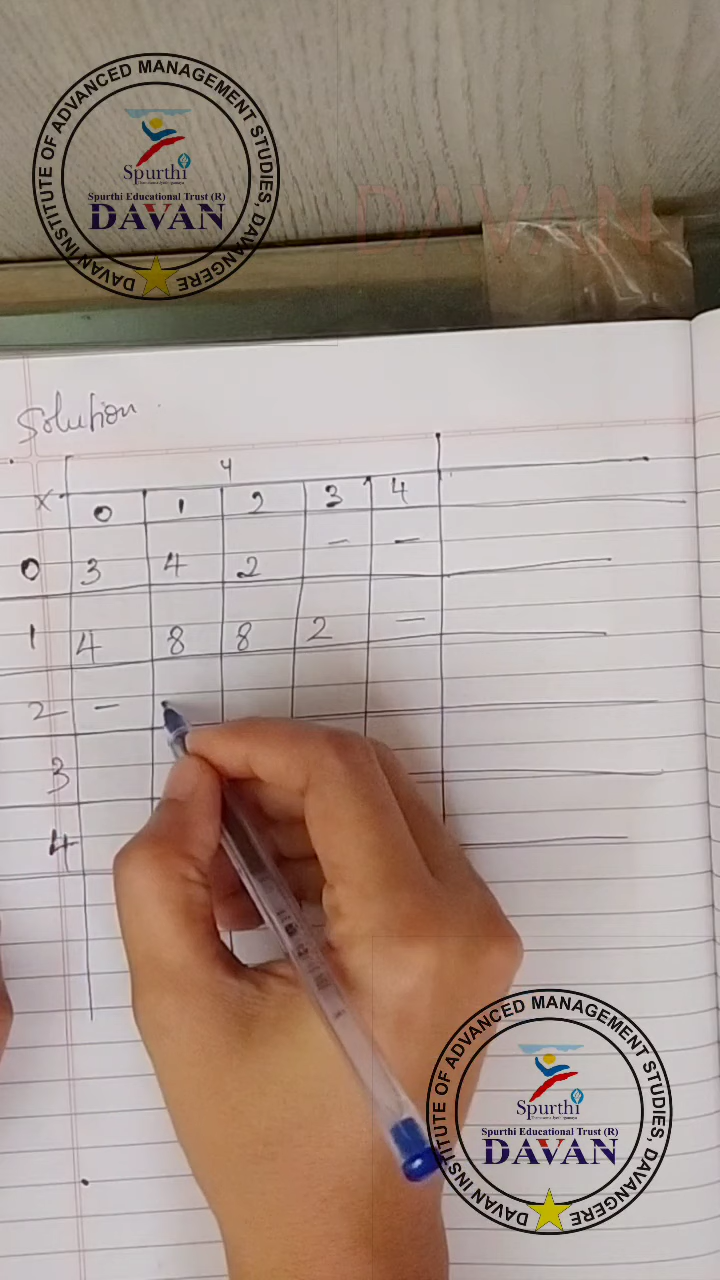 DAVAN INSTITUTE OF ADVANCED MANAGEMENT STUDIES, DAVANGERE
Spurthi
Spurthi Educational Trust (R)
DAVAN
DAVAN
Solution
y
x 0 1 2 3 4
0 3 4 2 - -
1 4 8 8 2 -
2 -
3
4
DAVAN INSTITUTE OF ADVANCED MANAGEMENT STUDIES, DAVANGERE
Spurthi
Spurthi Educational Trust (R)
DAVAN